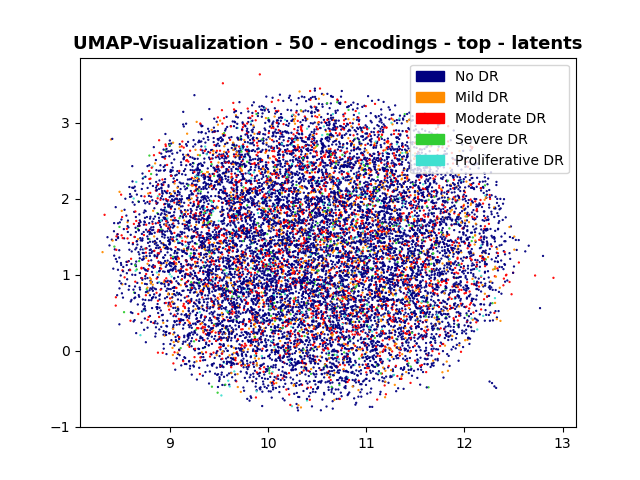 UMAP-Visualization - 50 - encodings - top - latents
No DR
Mild DR
Moderate DR
Severe DR
Proliferative DR
3
2
1
0
−1
9 10 11 12 13